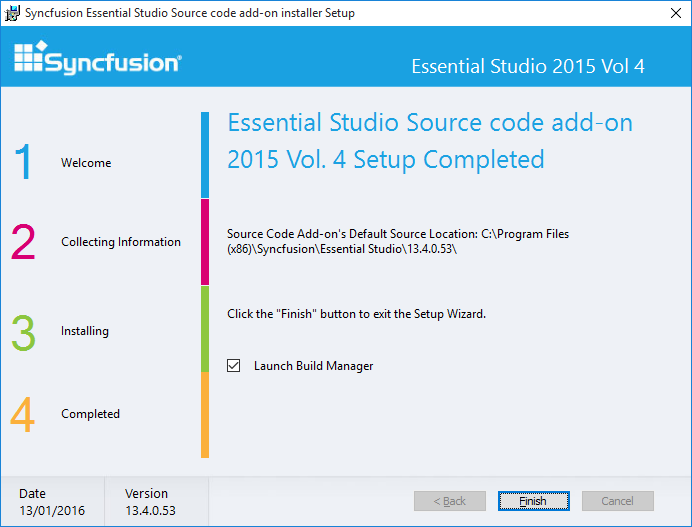 Syncfusion Essential Studio Source code add-on installer Setup
Syncfusion®
Essential Studio 2015 Vol 4
1 Welcome
2 Collecting Information
3 Installing
4 Completed
Essential Studio Source code add-on
2015 Vol. 4 Setup Completed
Source Code Add-on's Default Source Location: C:\Program Files
(x86)\Syncfusion\Essential Studio\13.4.0.53\
Click the "Finish" button to exit the Setup Wizard.
Launch Build Manager
Date
13/01/2016
Version
13.4.0.53
< Back
Finish
Cancel